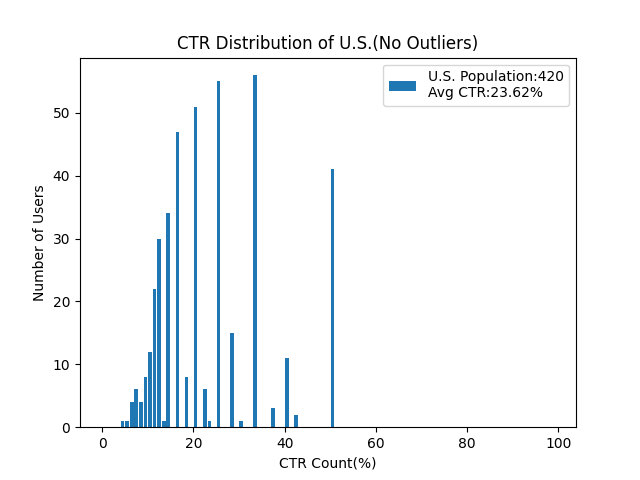 CTR Distribution of U.S.(No Outliers)
U.S. Population:420
Avg CTR:23.62%
50
40
30
20
10
0
Number of Users
0 20 40 60 80 100
CTR Count(%)